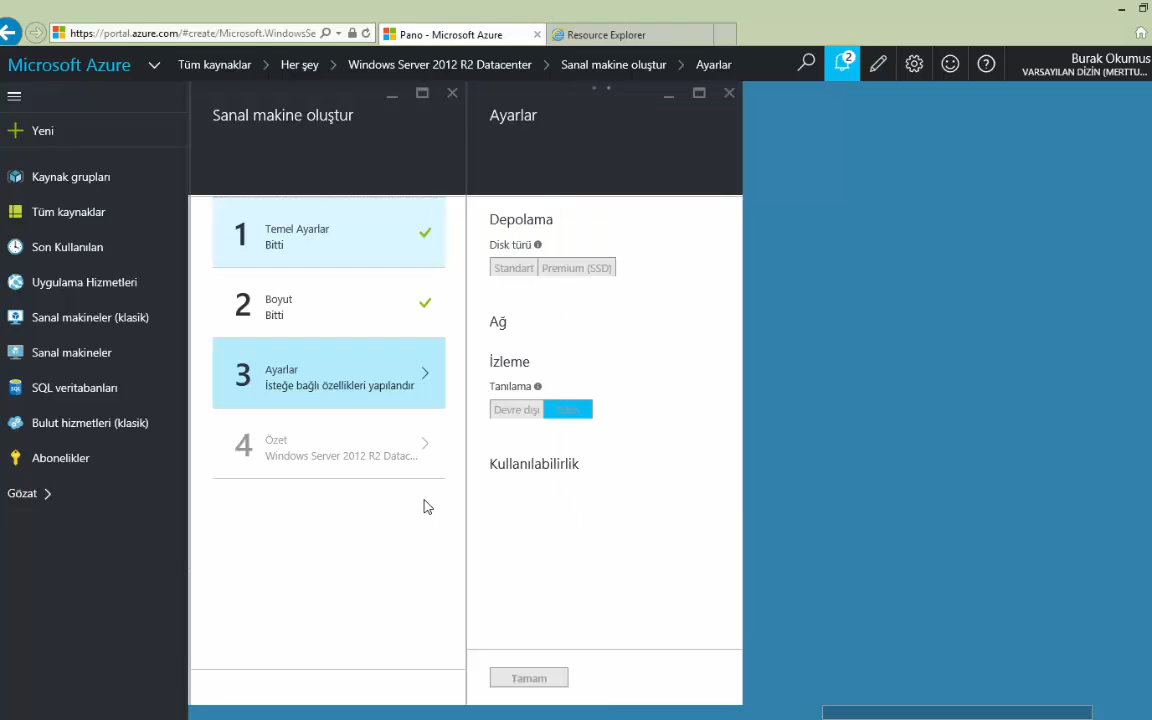 https://portal.azure.com/#create/Microsoft.WindowsSe
Pano - Microsoft Azure
Resource Explorer
Microsoft Azure
Tüm kaynaklar
Her şey
Windows Server 2012 R2 Datacenter
Sanal makine oluştur
Ayarlar
2
Burak Okumus
VARSAYILAN DİZİN (MERTTU...
Yeni
Kaynak grupları
Tüm kaynaklar
Son Kullanılan
Uygulama Hizmetleri
Sanal makineler (klasik)
Sanal makineler
SQL veritabanları
Bulut hizmetleri (klasik)
Abonelikler
Gözat
Sanal makine oluştur
1
Temel Ayarlar
Bitti
2
Boyut
Bitti
3
Ayarlar
İsteğe bağlı özellikleri yapılandır
4
Özet
Windows Server 2012 R2 Datac...
Ayarlar
Depolama
Disk türü
Standart
Premium (SSD)
Ağ
İzleme
Tanılama
Devre dışı
Kullanılabilirlik
Tamam